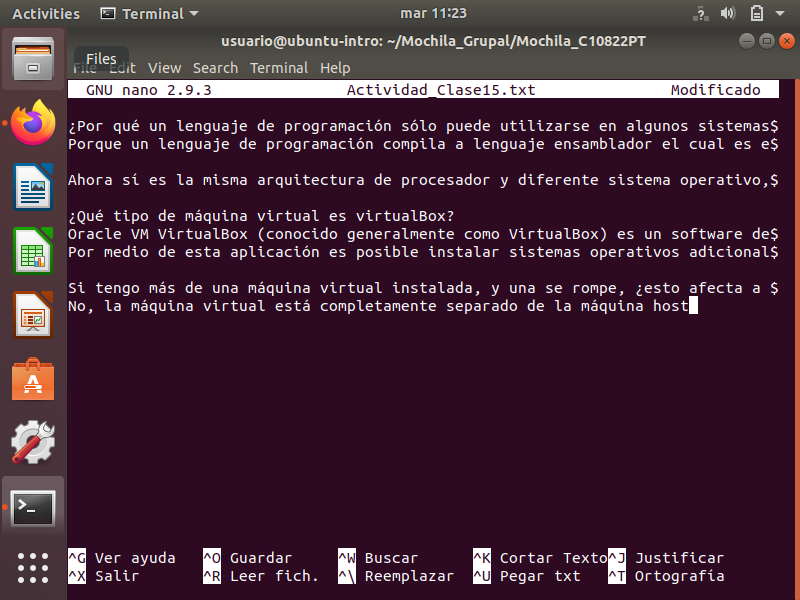 Activities Terminal mar 11:23
usuario@ubuntu-intro: ~/Mochila_Grupal/Mochila_C10822PT
Files
File Edit View Search Terminal Help
GNU nano 2.9.3 Actividad_Clase15.txt Modificado
¿Por qué un lenguaje de programación sólo puede utilizarse en algunos sistemas$
Porque un lenguaje de programación compila a lenguaje ensamblador el cual es e$
Ahora sí es la misma arquitectura de procesador y diferente sistema operativo,$
¿Qué tipo de máquina virtual es virtualBox?
Oracle VM VirtualBox (conocido generalmente como VirtualBox) es un software de$
Por medio de esta aplicación es posible instalar sistemas operativos adicional$
Si tengo más de una máquina virtual instalada, y una se rompe, ¿esto afecta a $
No, la máquina virtual está completamente separado de la máquina host
^G Ver ayuda ^O Guardar ^W Buscar ^K Cortar Texto ^J Justificar
^X Salir ^R Leer fich. ^\ Reemplazar ^U Pegar txt ^T Ortografía